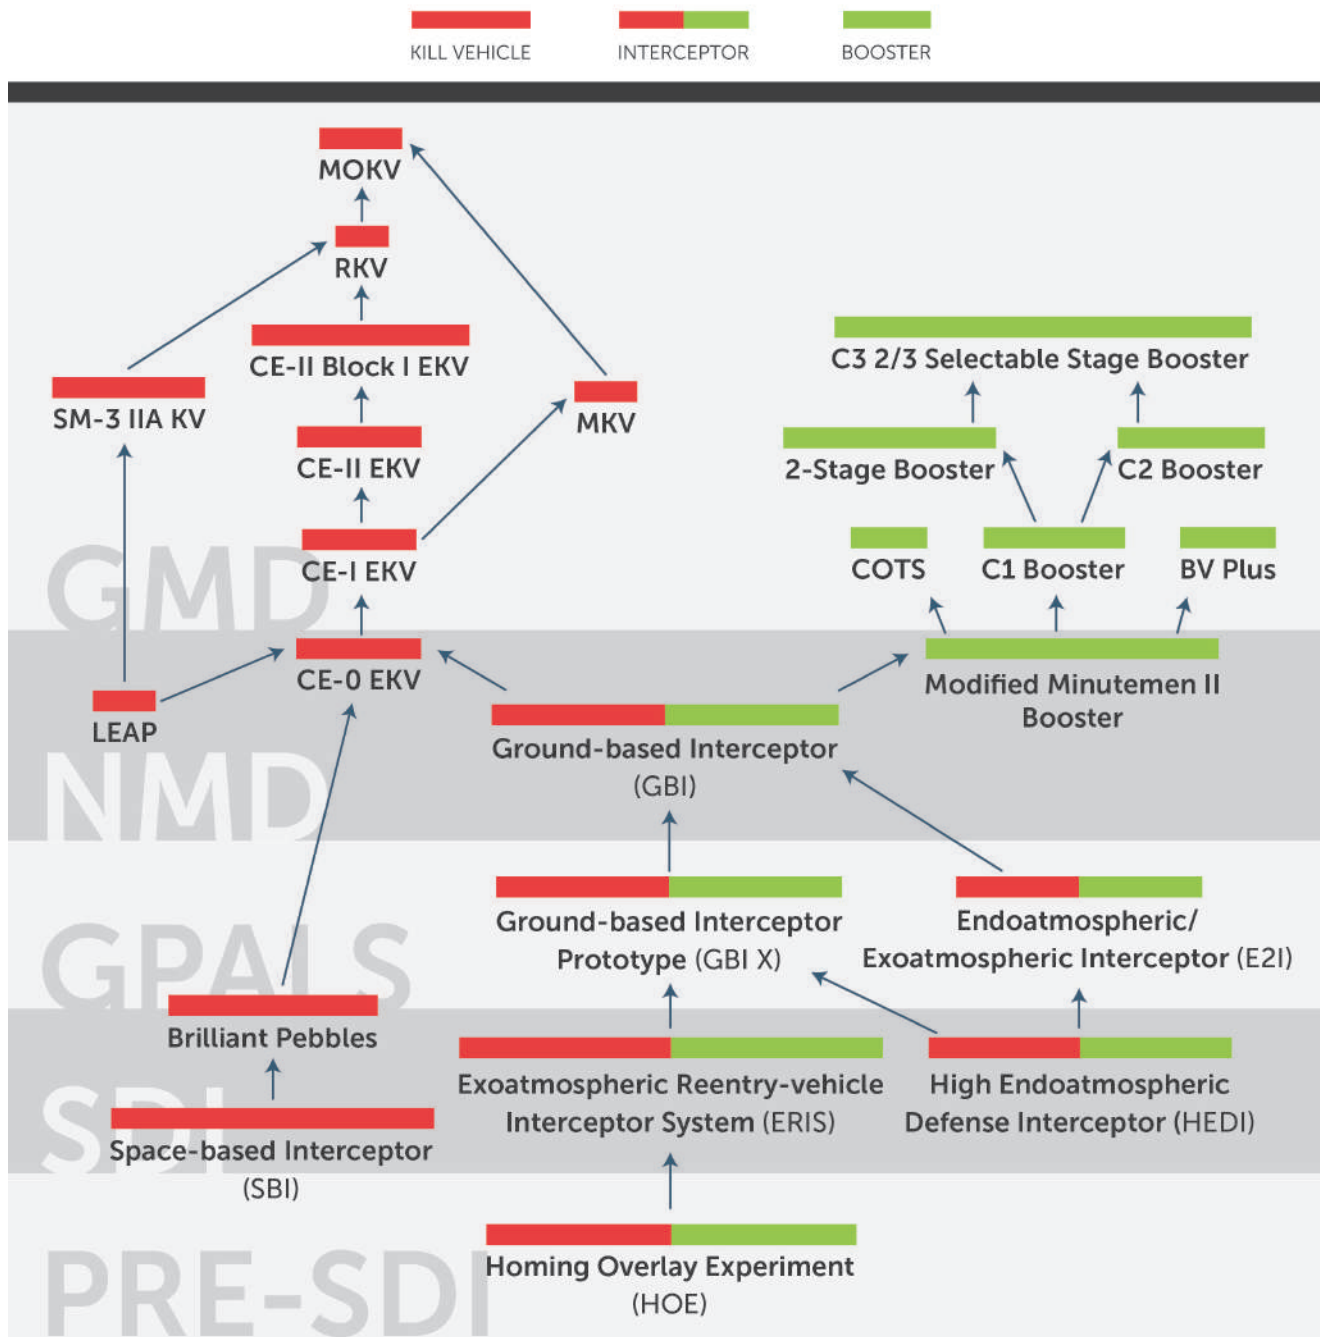 KILL VEHICLE
INTERCEPTOR
BOOSTER
MOKV
RKV
CE-II Block I EKV
C3 2/3 Selectable Stage Booster
SM-3 IIA KV
MKV
CE-II EKV
2-Stage Booster
C2 Booster
CE-I EKV
COTS
C1 Booster
BV Plus
GMD
CE-0 EKV
LEAP
Modified Minutemen II
Booster
Ground-based Interceptor
(GBI)
NMD
Ground-based Interceptor
Prototype (GBI X)
Endoatmospheric/
Exoatmospheric Interceptor (E2I)
GPALS
Brilliant Pebbles
Exoatmospheric Reentry-vehicle
Interceptor System (ERIS)
High Endoatmospheric
Defense Interceptor (HEDI)
SDI
Space-based Interceptor
(SBI)
PRE-SDI
Homing Overlay Experiment
(HOE)